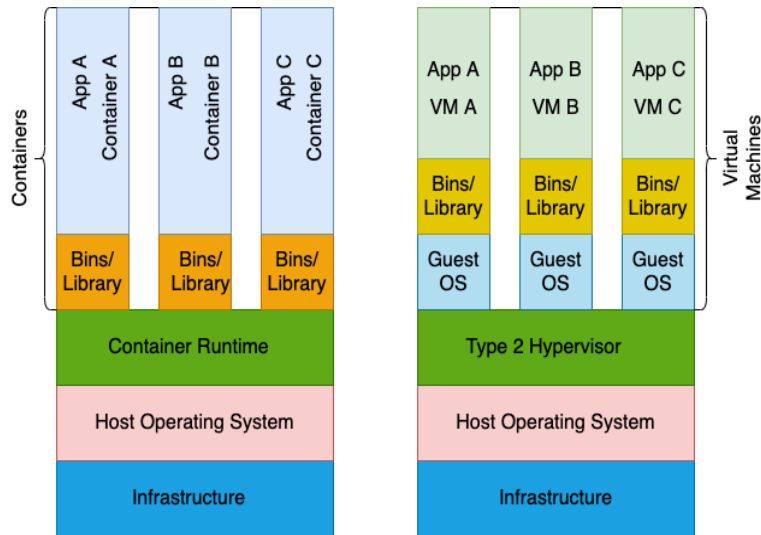 Containers
App A
Container A
App B
Container B
App C
Container C
Bins/
Library
Bins/
Library
Bins/
Library
Container Runtime
Host Operating System
Infrastructure
App A
VM A
App B
VM B
App C
VM C
Bins/
Library
Bins/
Library
Bins/
Library
Guest
OS
Guest
OS
Guest
OS
Virtual
Machines
Type 2 Hypervisor
Host Operating System
Infrastructure